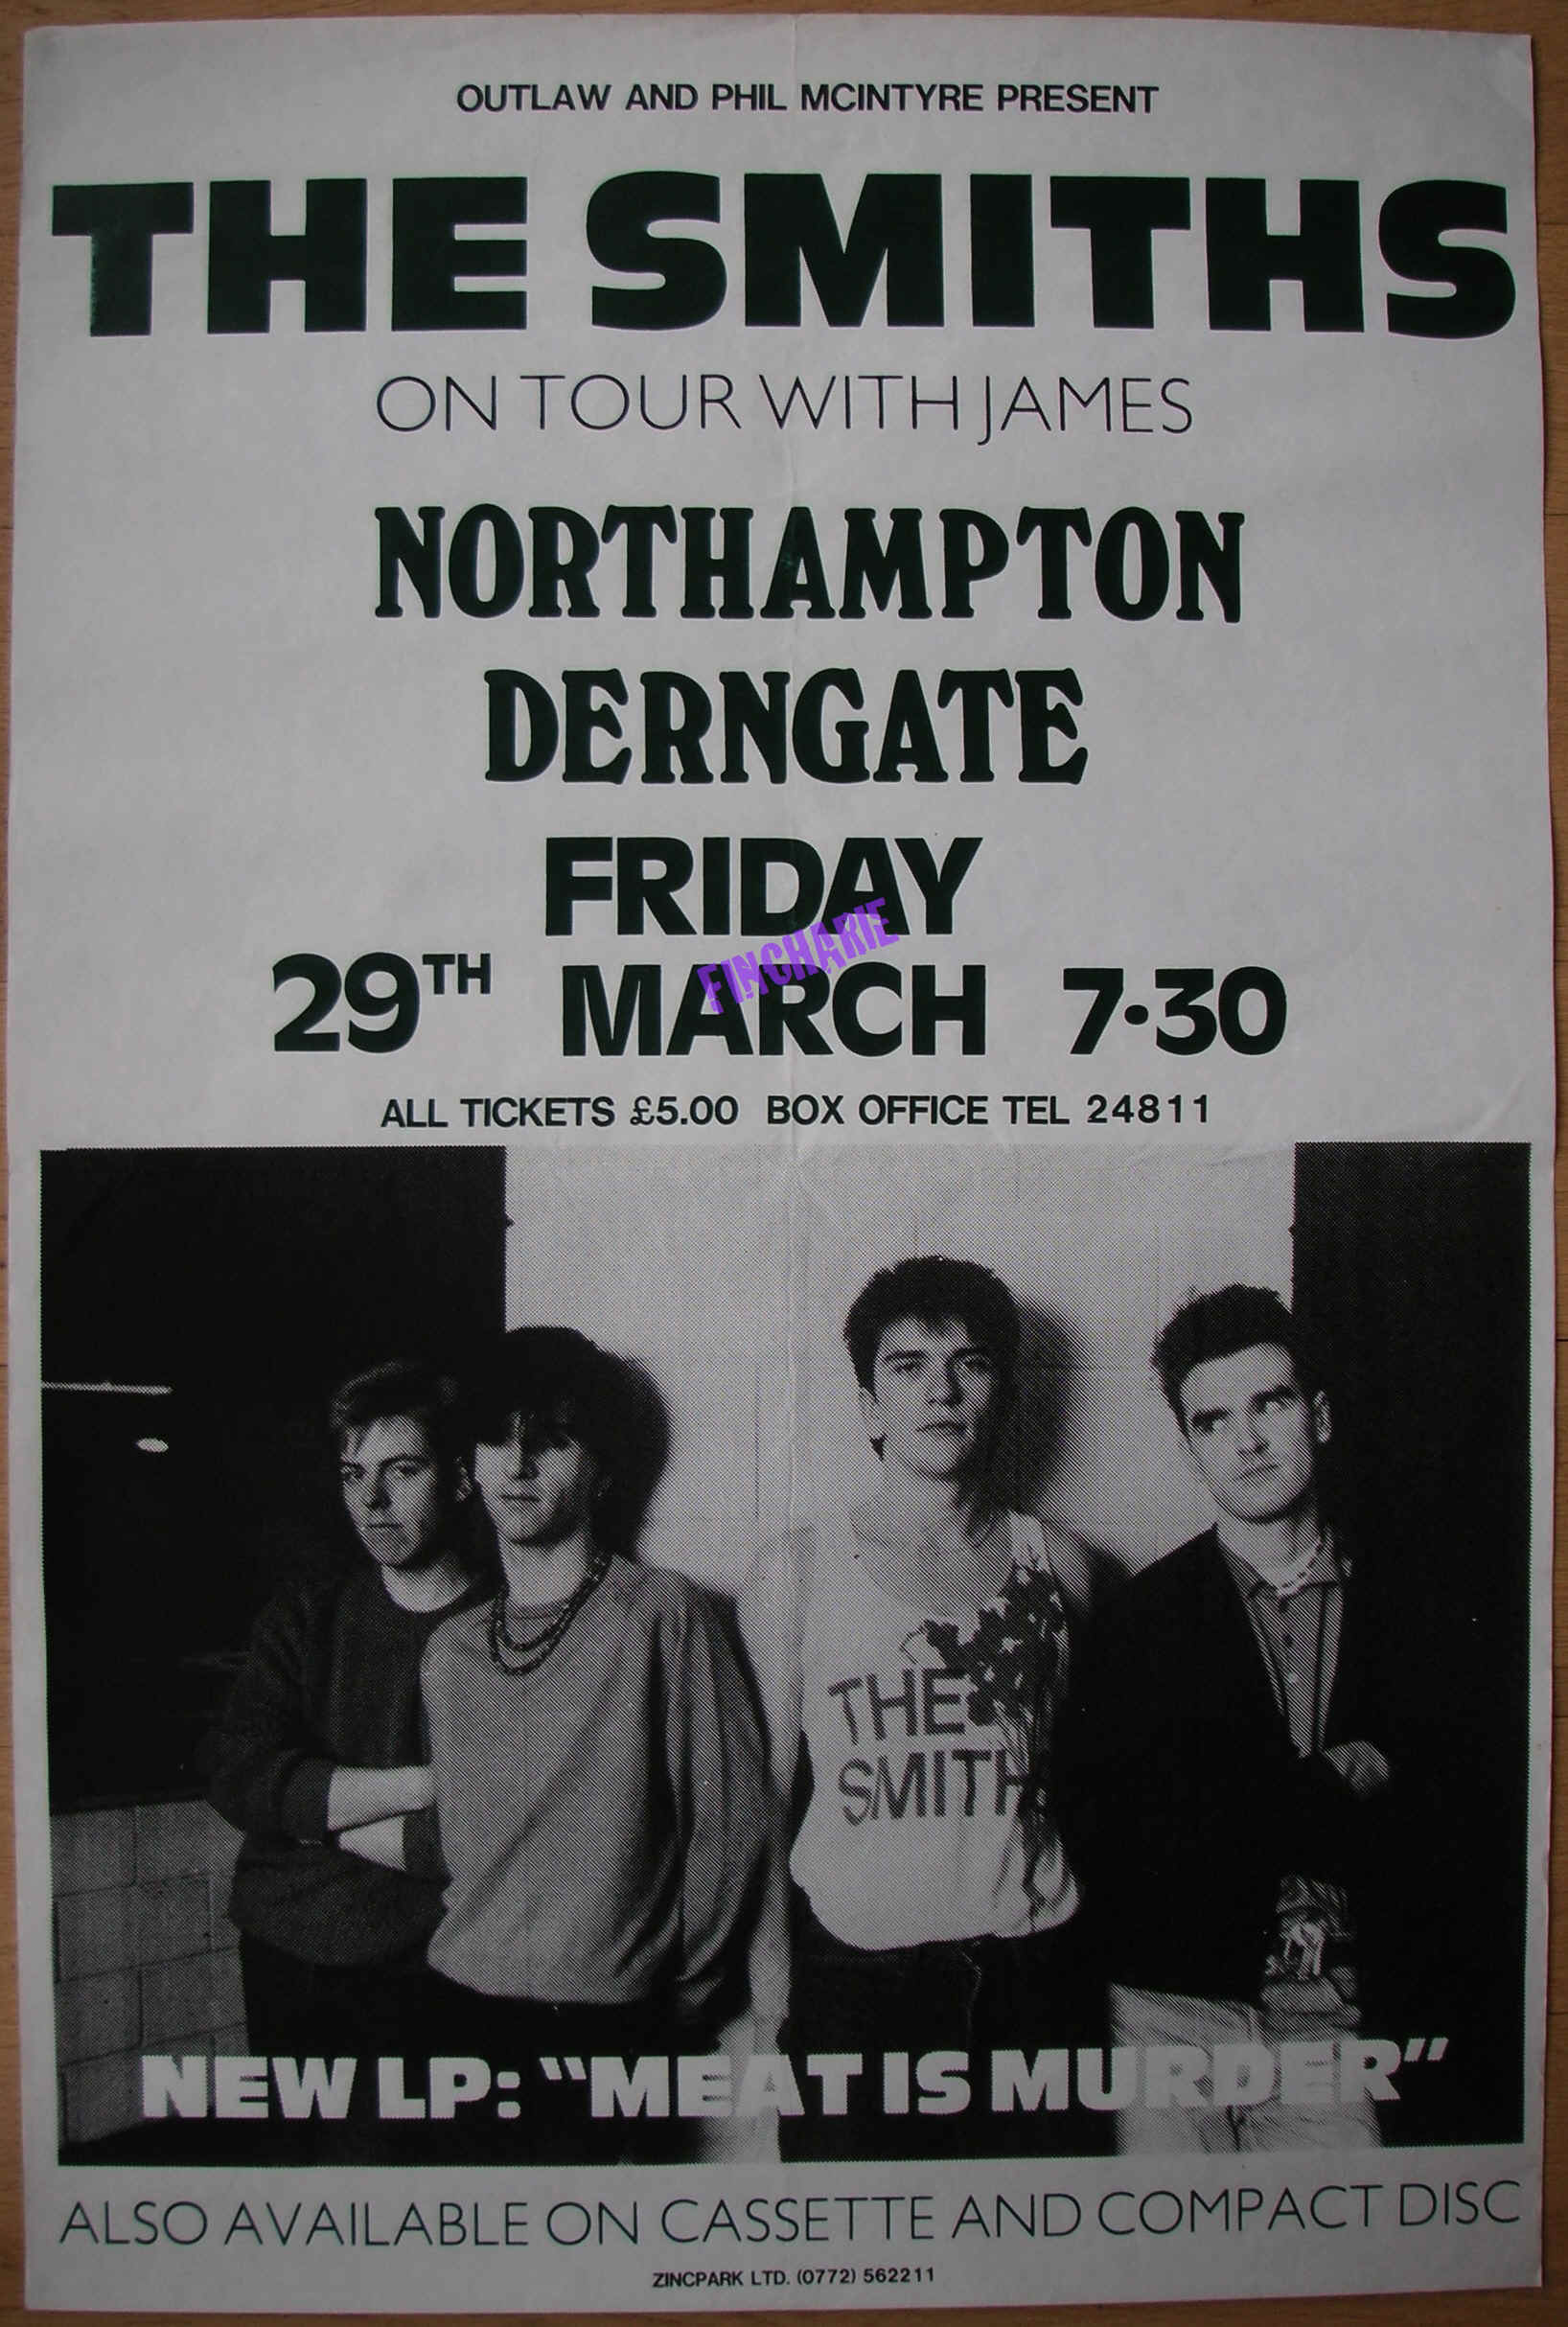 OUTLAW AND PHIL MCINTYRE PRESENT
THE SMITHS
ON TOUR WITH JAMES
NORTHAMPTON
DERNGATE
FRIDAY
FINCHARIE
29TH MARCH 7·30
ALL TICKETS £5.00 BOX OFFICE TEL 24811
THE
SMITH
NEW LP: "MEAT IS MURDER"
ALSO AVAILABLE ON CASSETTE AND COMPACT DISC
ZINCPARK LTD. (0772) 562211